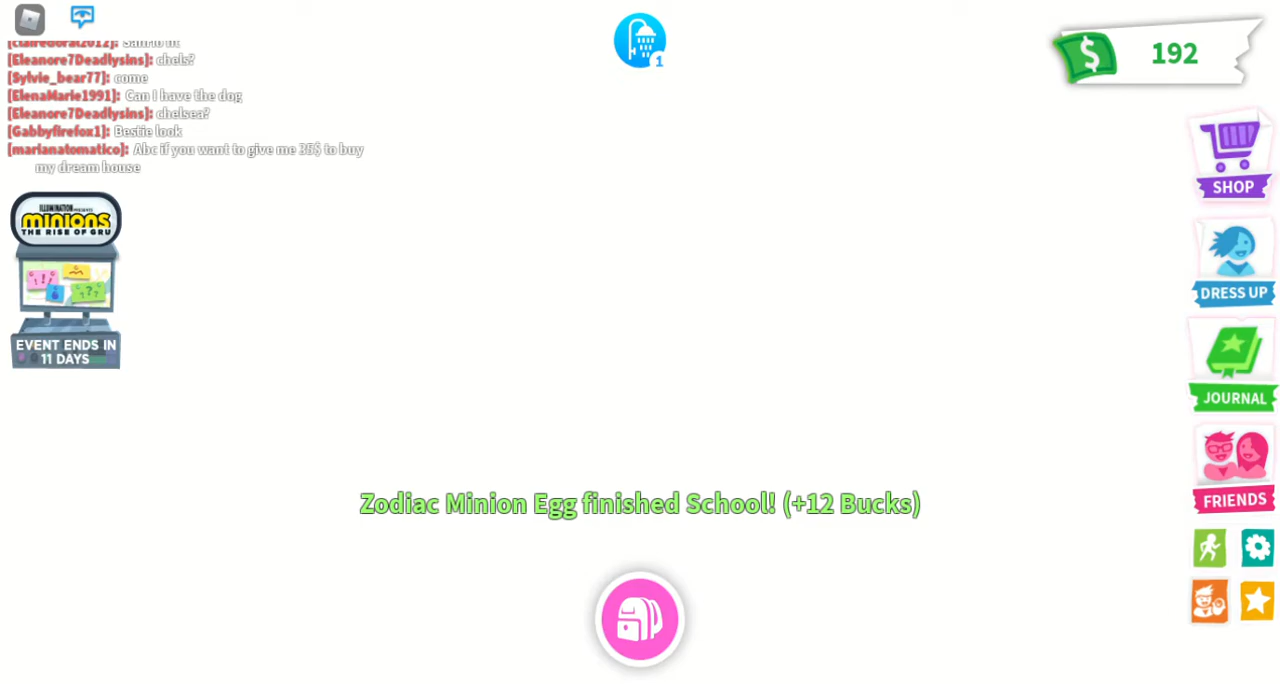 [Eleanore7Deadlysins]: chels?
[Sylvie_bear77]: come
[ElenaMarie1991]: Can I have the dog
[Eleanore7Deadlysins]: chelsea?
[Gabbyfirefox1]: Bestie look
[marianatomatico]: Abc if you want to give me 35$ to buy
my dream house
1
$ 192
SHOP
DRESS UP
JOURNAL
FRIENDS
ILLUMINATION PRESENTS
MINIONS
THE RISE OF GRU
EVENT ENDS IN
11 DAYS
Zodiac Minion Egg finished School! (+12 Bucks)